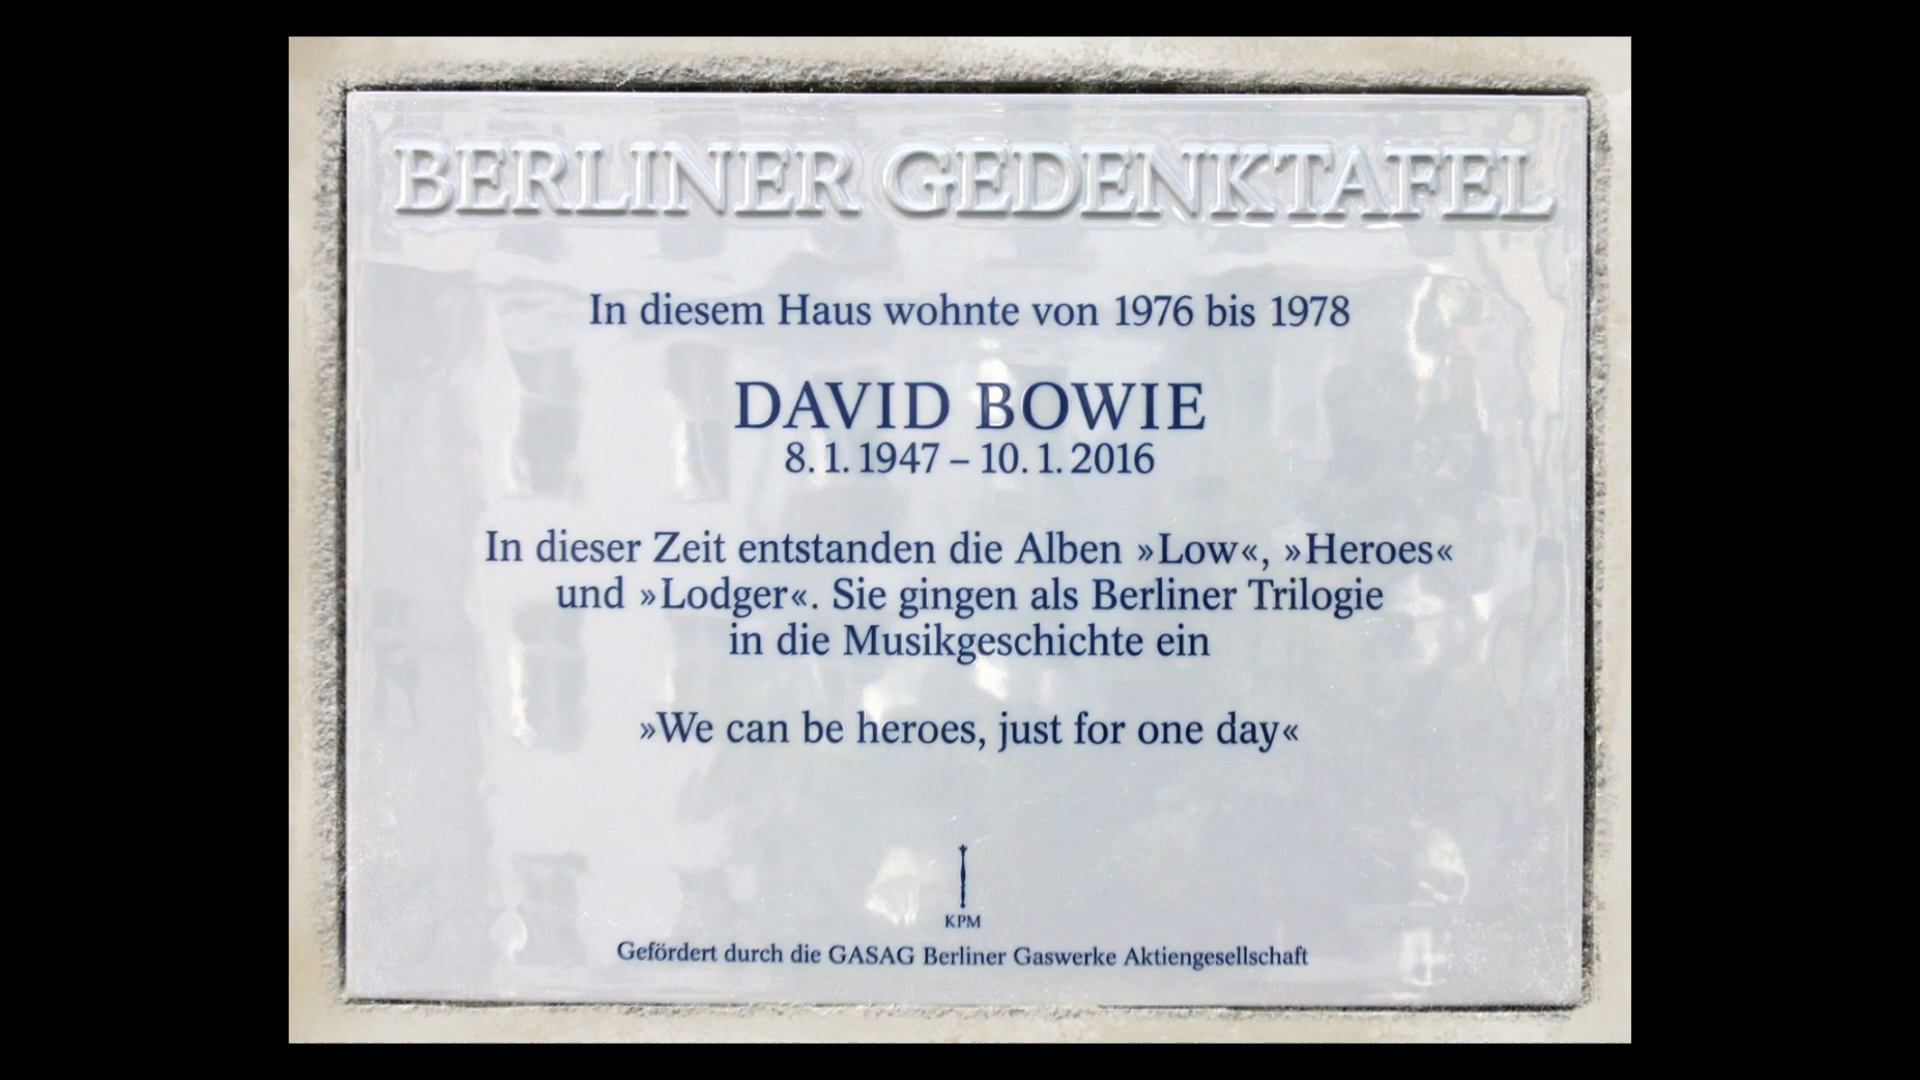 BERLINER GEDENKTAFEL
In diesem Haus wohnte von 1976 bis 1978
DAVID BOWIE
8. 1. 1947 – 10. 1. 2016
In dieser Zeit entstanden die Alben »Low«, »Heroes«
und »Lodger«. Sie gingen als Berliner Trilogie
in die Musikgeschichte ein
»We can be heroes, just for one day«
KPM
Gefördert durch die GASAG Berliner Gaswerke Aktiengesellschaft